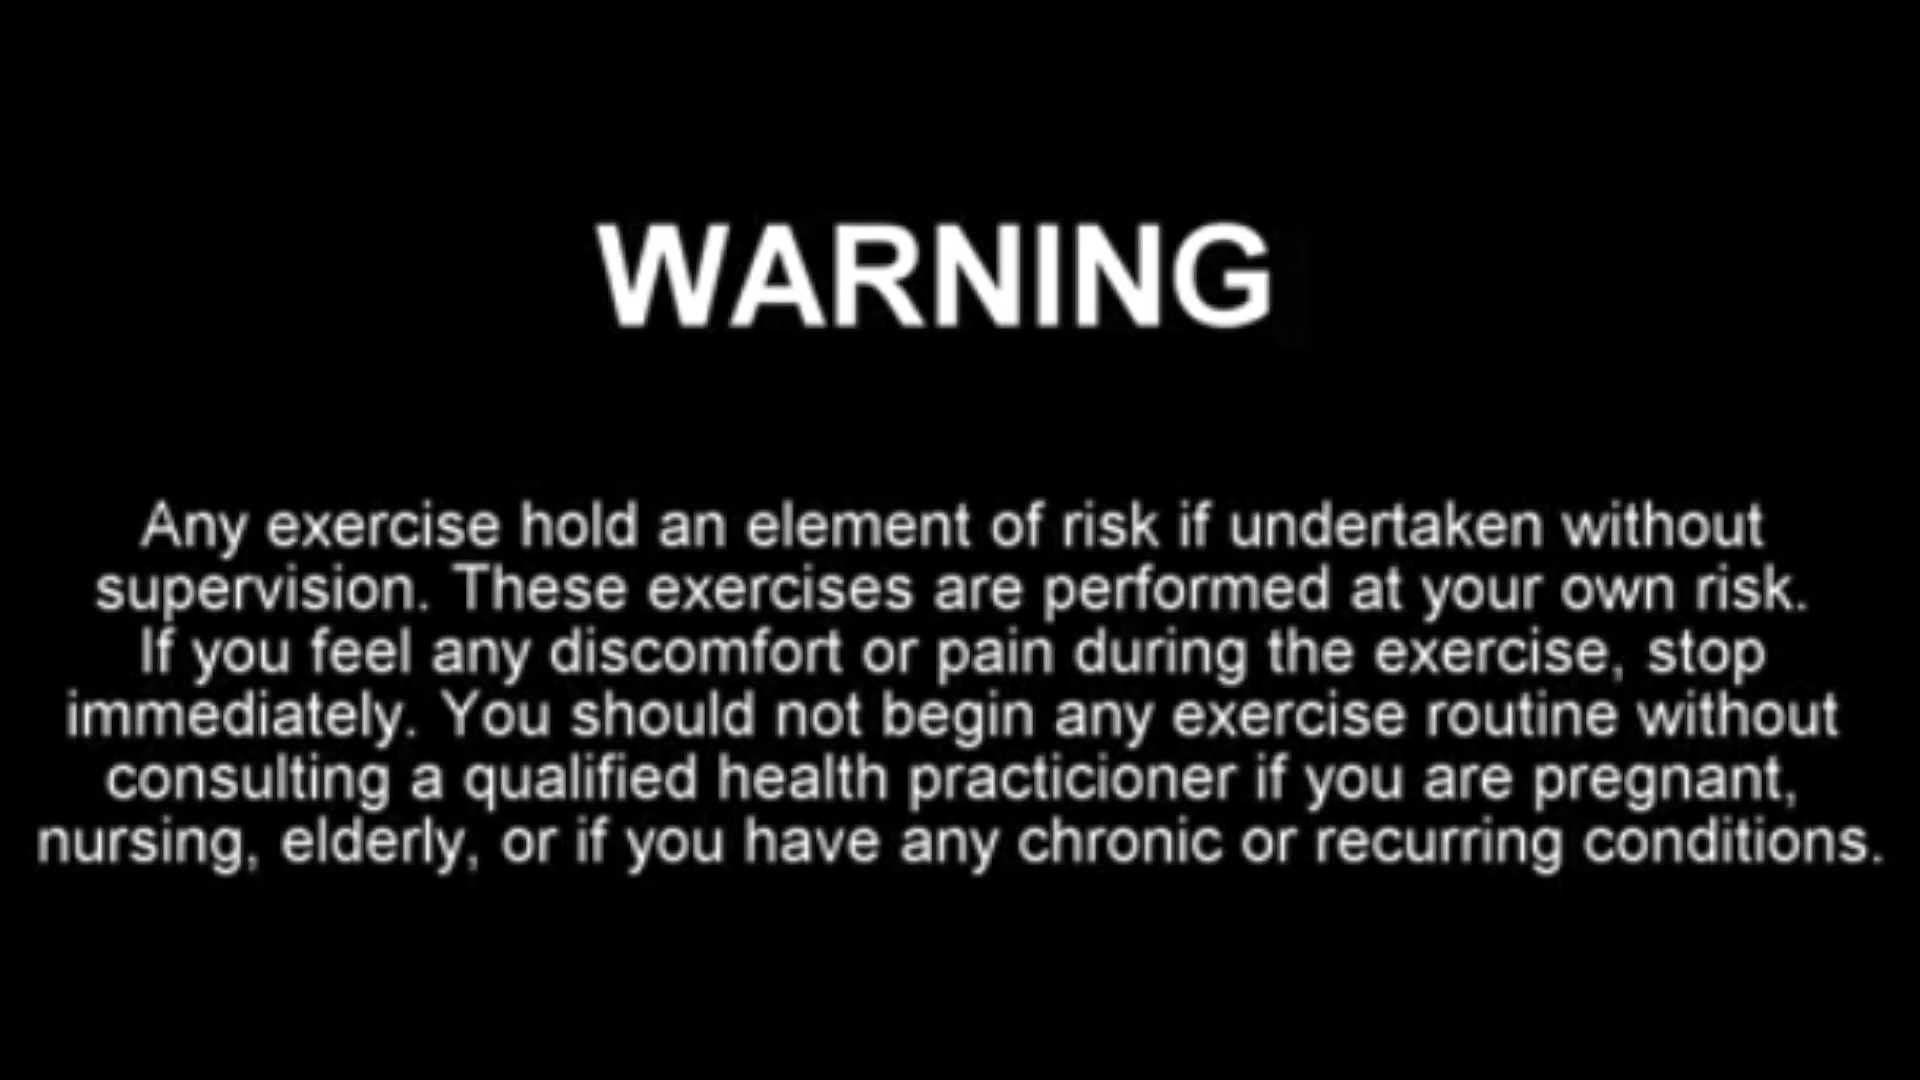 WARNING
Any exercise hold an element of risk if undertaken without
supervision. These exercises are performed at your own risk.
If you feel any discomfort or pain during the exercise, stop
immediately. You should not begin any exercise routine without
consulting a qualified health practicioner if you are pregnant,
nursing, elderly, or if you have any chronic or recurring conditions.